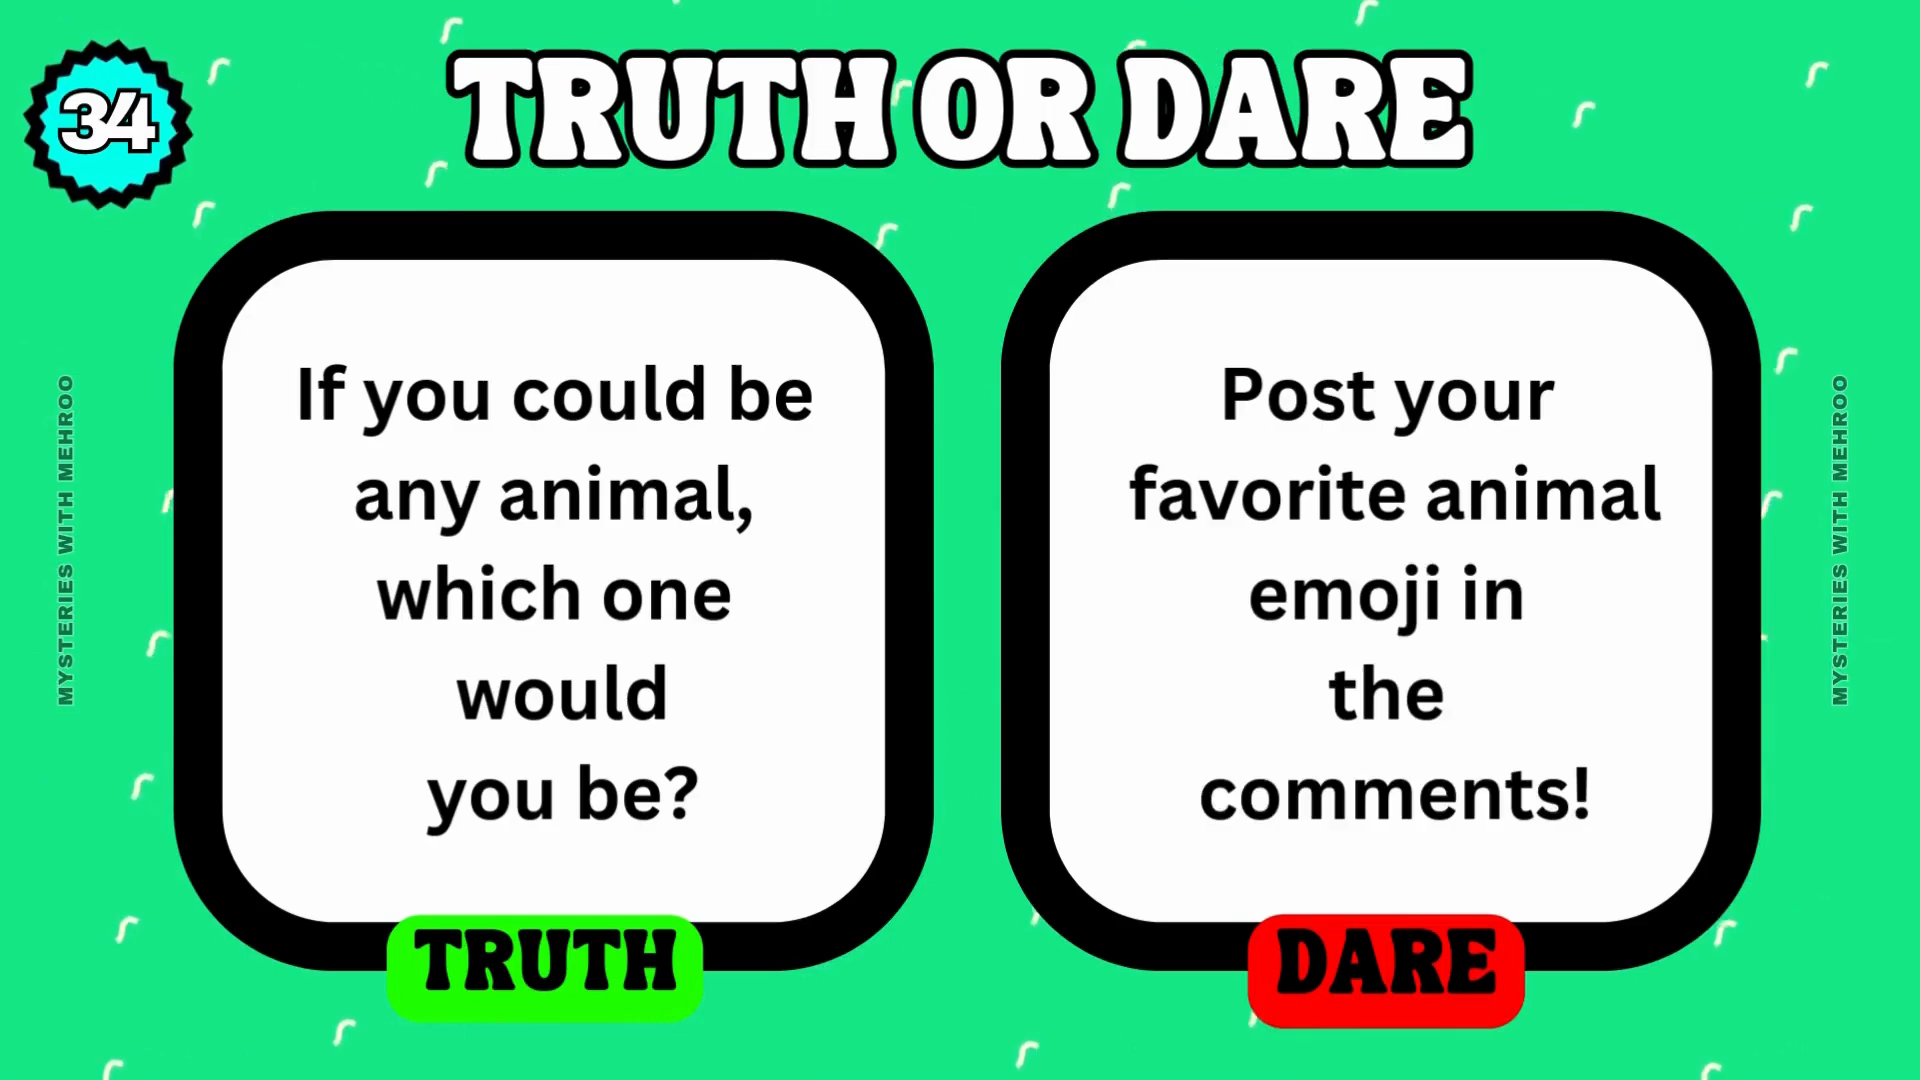 34
TRUTH OR DARE
If you could be
any animal,
which one
would
you be?
TRUTH
Post your
favorite animal
emoji in
the
comments!
DARE
MYSTERIES WITH MEHROO
MYSTERIES WITH MEHROO